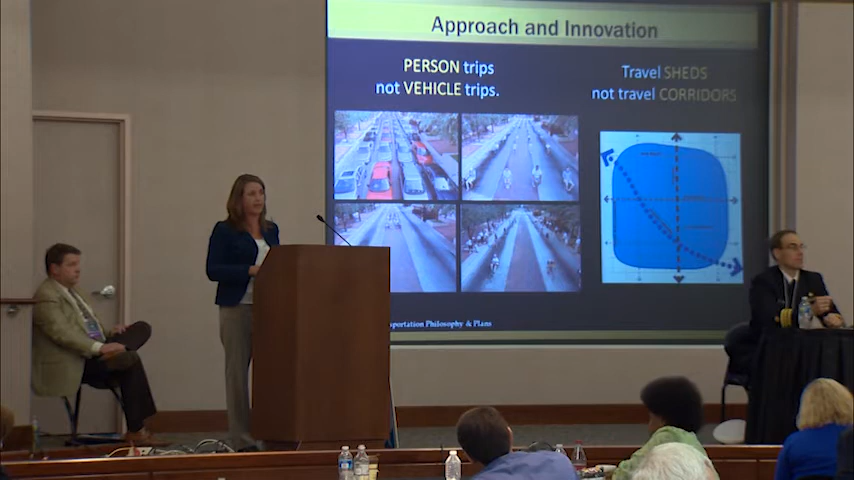 Approach and Innovation
PERSON trips
not VEHICLE trips.
Travel SHEDS
not travel CORRIDORS
Transportation Philosophy & Plans